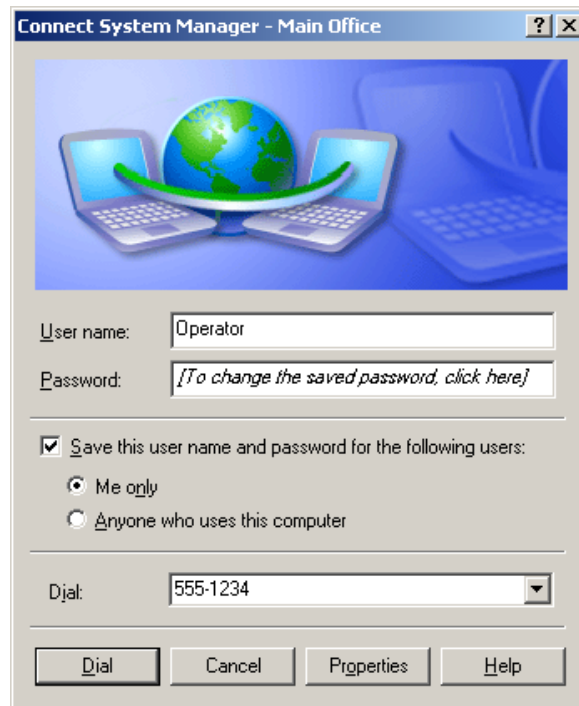 Connect System Manager - Main Office
User name: Operator
Password: [To change the saved password, click here]
Save this user name and password for the following users:
Me only
Anyone who uses this computer
Dial: 555-1234
Dial Cancel Properties Help